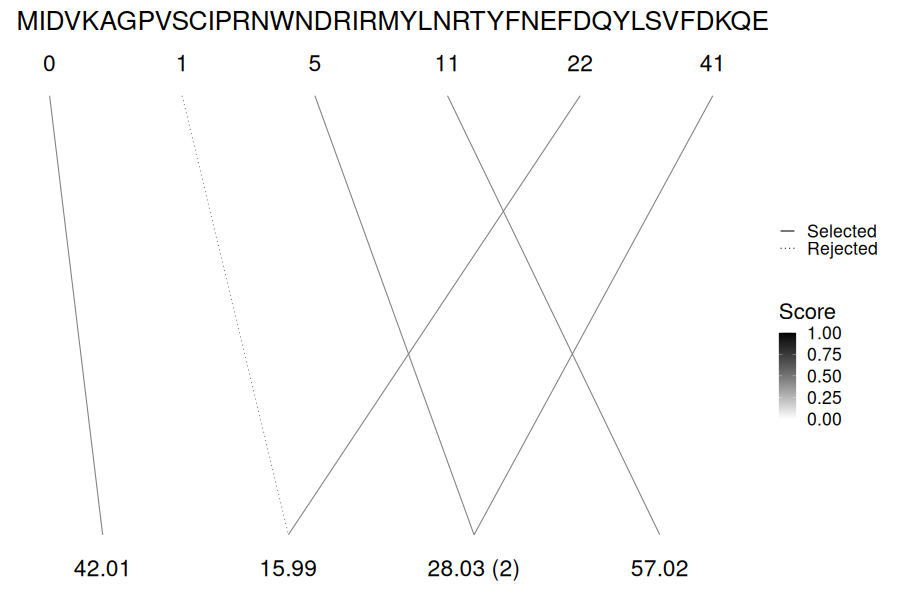 MIDVKAGPVSCIPRNWNDRIRMYLNRTYFNEFDQYLSVFDKQE
0 1 5 11 22 41
Selected
Rejected
Score
1.00
0.75
0.50
0.25
0.00
42.01 15.99 28.03 (2) 57.02